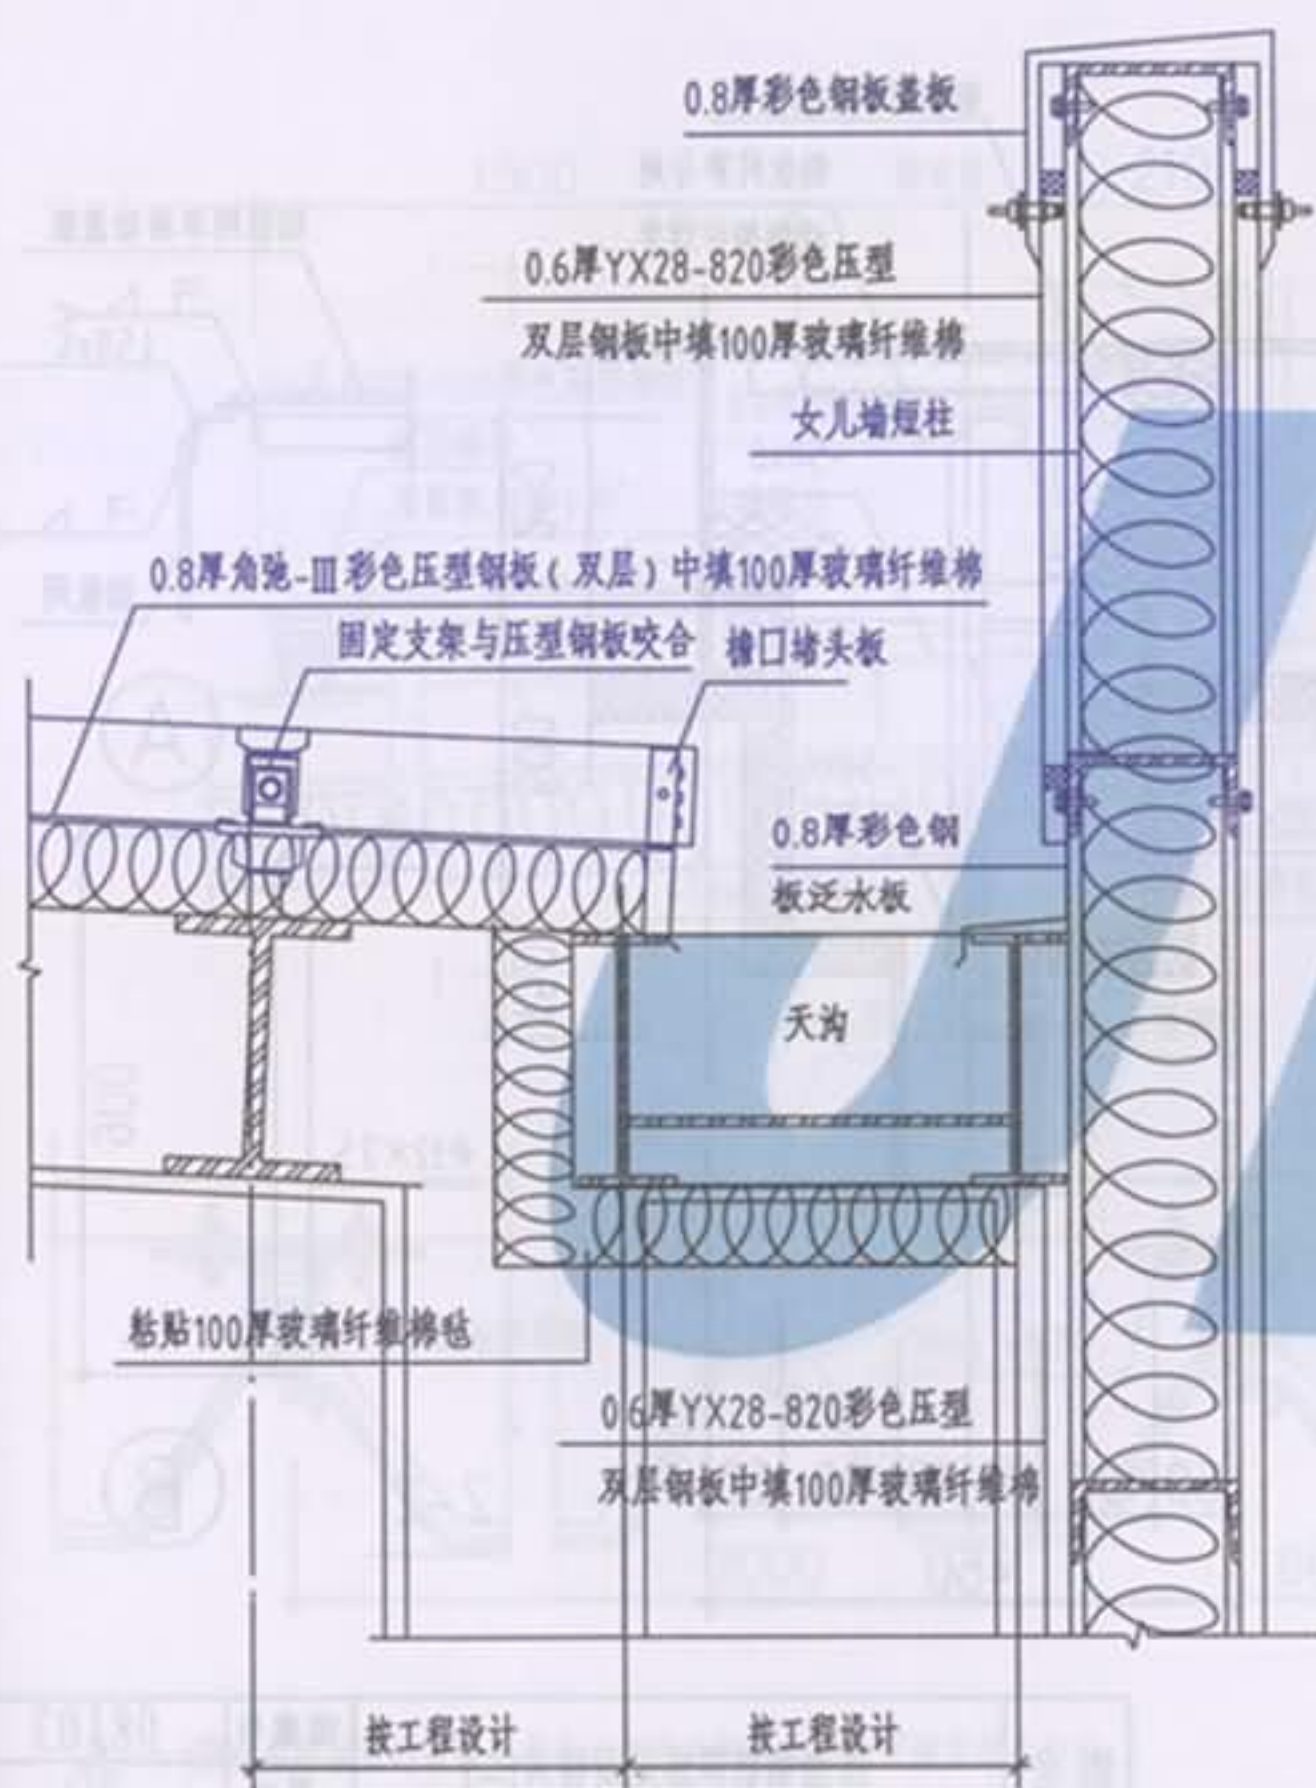 0.8厚彩色钢板盖板
0.6厚YX28-820彩色压型
双层钢板中填100厚玻璃纤维棉
女儿墙短柱
0.8厚角弛-Ⅲ彩色压型钢板(双层)中填100厚玻璃纤维棉
固定支架与压型钢板咬合
檐口堵头板
0.8厚彩色钢
板泛水板
天沟
粘贴100厚玻璃纤维棉毡
0.6厚YX28-820彩色压型
双层钢板中填100厚玻璃纤维棉
按工程设计
按工程设计